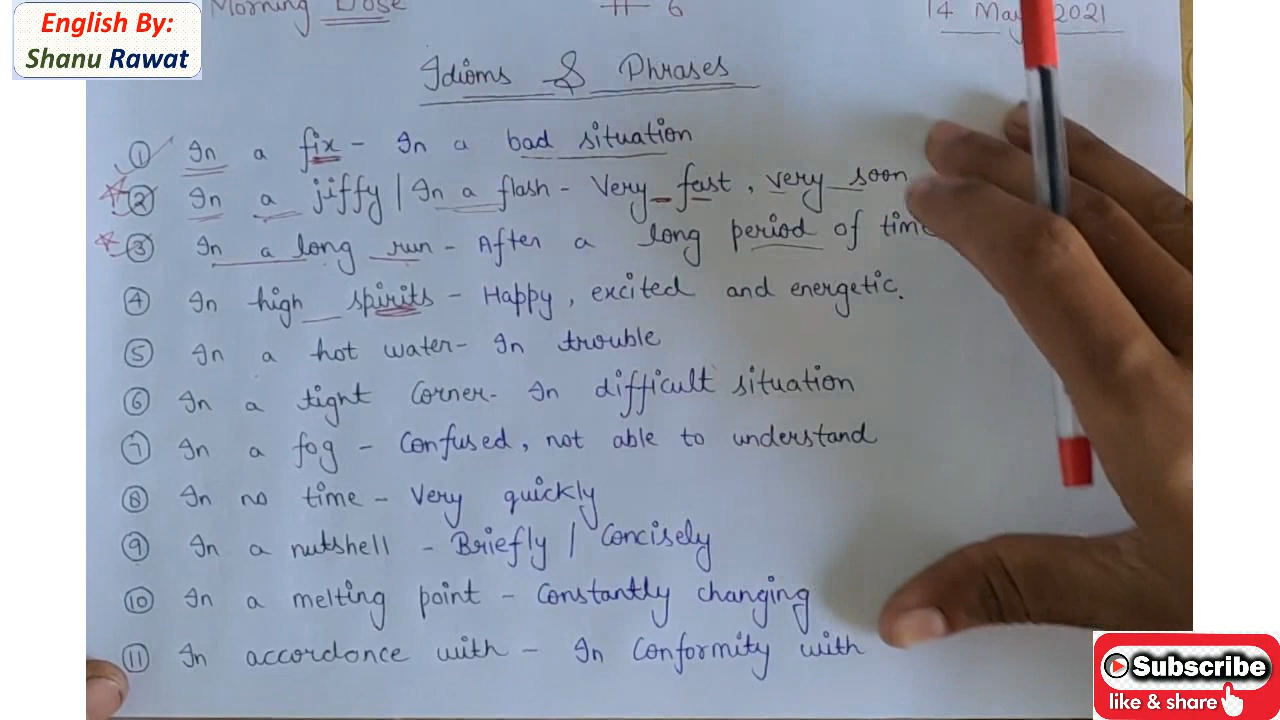 English By:
Shanu Rawat
Morning Dose # 6 14 May 2021
Idioms & Phrases
① In a fix - In a bad situation
② In a jiffy / In a flash - Very fast, very soon
③ In a long run - After a long period of time
④ In high spirits - Happy, excited and energetic.
⑤ In a hot water - In trouble
⑥ In a tight corner - In difficult situation
⑦ In a fog - Confused, not able to understand
⑧ In no time - Very quickly
⑨ In a nutshell - Briefly / Concisely
⑩ In a melting point - Constantly changing
⑪ In accordance with - In Conformity with
Subscribe
like & share